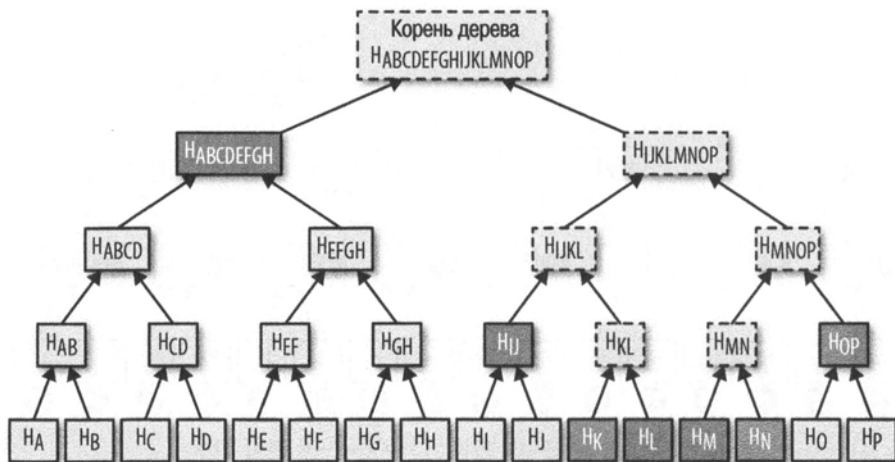 Корень дерева
HABCDEFGHIJKLMNOP
HABCDEFGH HIJKLMNOP
HABCD HEFGH HIJKL HMNOP
HAB HCD HEF HGH HIJ HKL HMN HOP
HA HB HC HD HE HF HG HH HI HJ HK HL HM HN HO HP